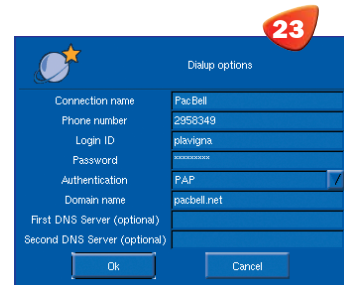 23
Dialup options
Connection name PacBell
Phone number 2958349
Login ID plavigna
Password ×××××××××
Authentication PAP
Domain name pacbell.net
First DNS Server (optional)
Second DNS Server (optional)
Ok Cancel